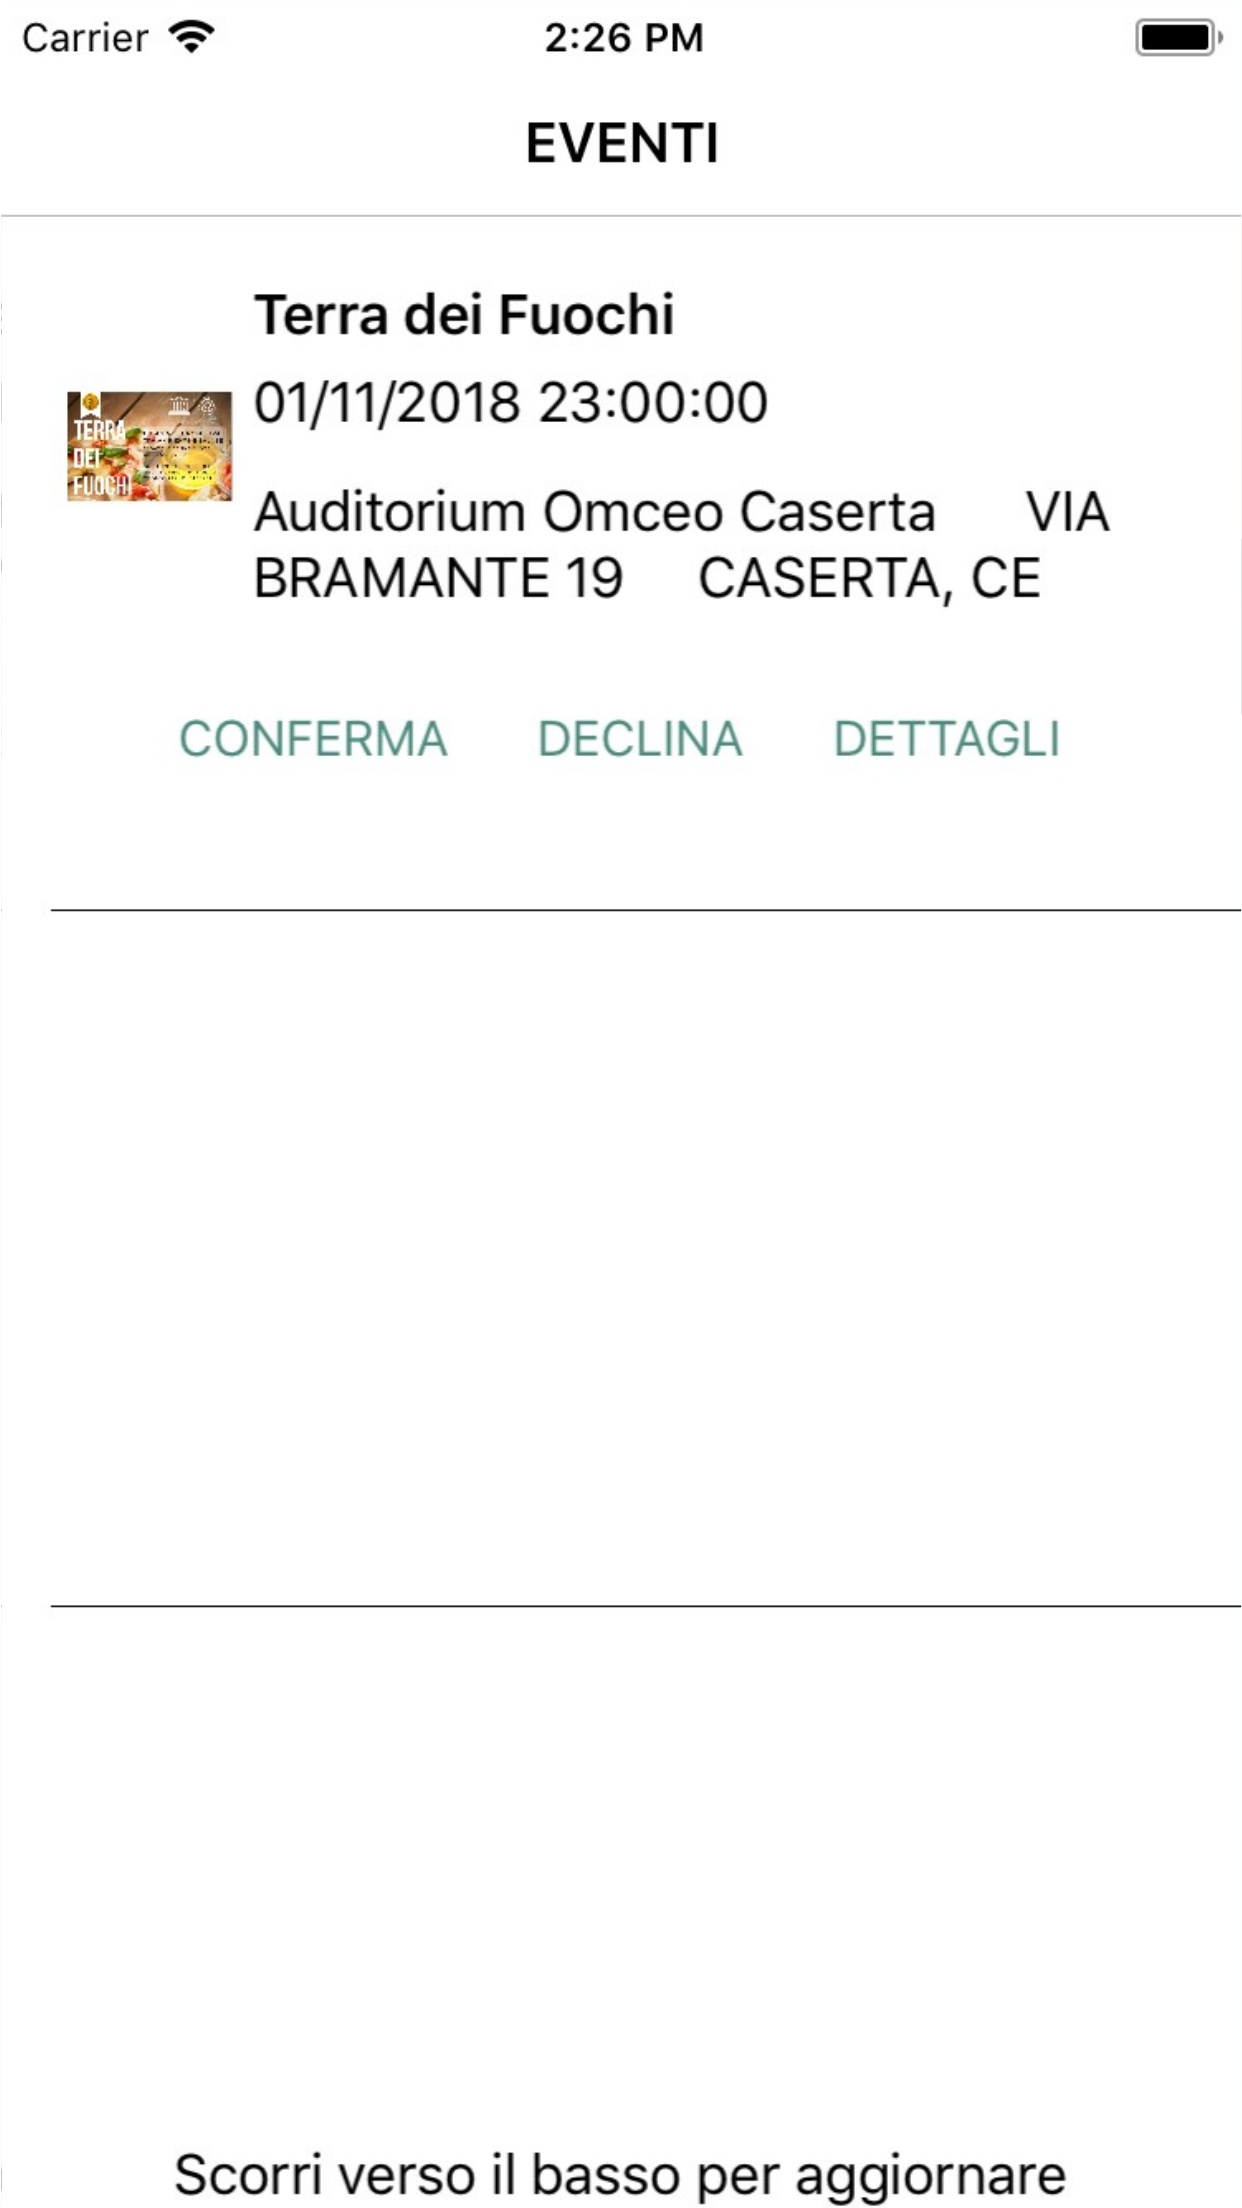 Carrier 2:26 PM
EVENTI
Terra dei Fuochi
01/11/2018 23:00:00
TERRA
DEI
FUOCHI
Auditorium Omceo Caserta VIA
BRAMANTE 19 CASERTA, CE
CONFERMA DECLINA DETTAGLI
Scorri verso il basso per aggiornare